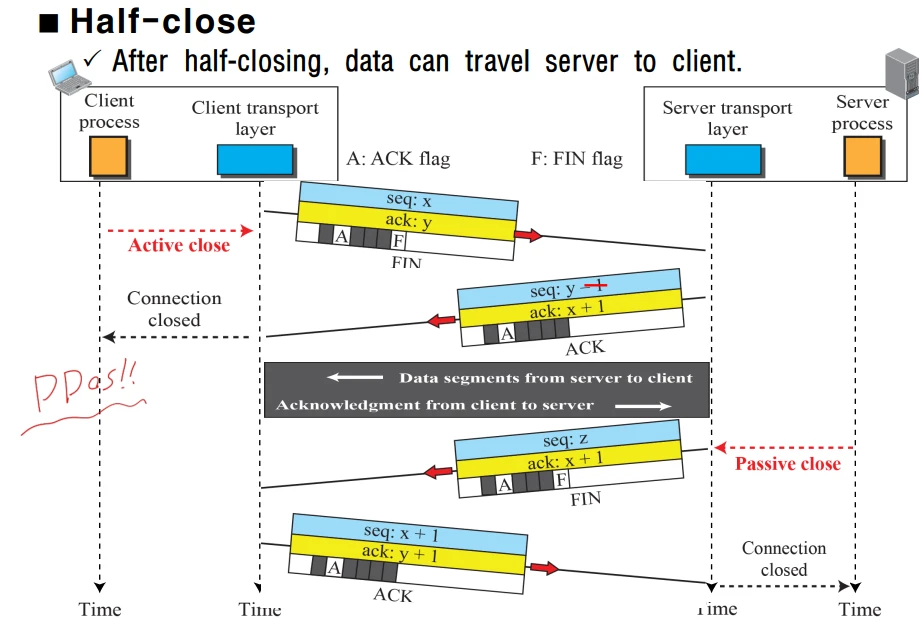 ■ Half-close
✓ After half-closing, data can travel server to client.
Client process
Client transport layer
Server transport layer
Server process
A: ACK flag
F: FIN flag
seq: x
ack: y
A F
FIN
Active close
seq: y - 1
ack: x + 1
A
ACK
Connection closed
DDos!!
Data segments from server to client
Acknowledgment from client to server
seq: z
ack: x + 1
A F
FIN
Passive close
seq: x + 1
ack: y + 1
A
ACK
Connection closed
Time
Time
Time
Time